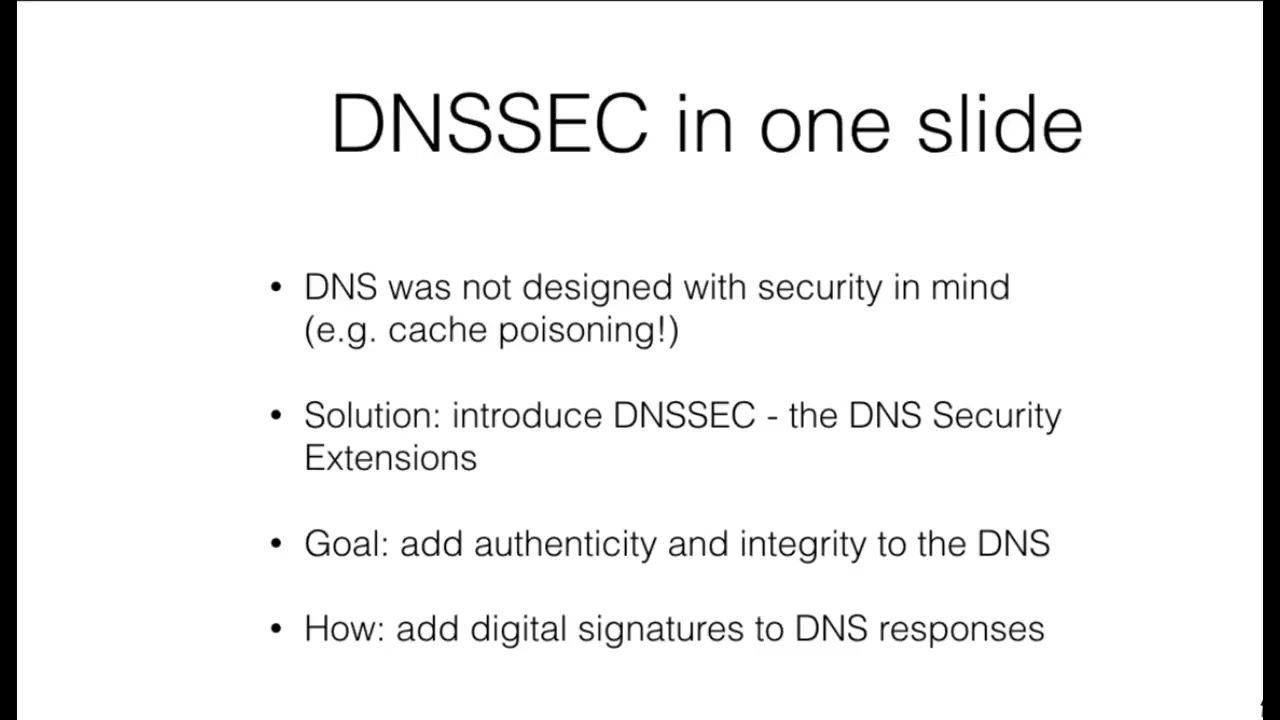 DNSSEC in one slide
• DNS was not designed with security in mind
(e.g. cache poisoning!)
• Solution: introduce DNSSEC - the DNS Security
Extensions
• Goal: add authenticity and integrity to the DNS
• How: add digital signatures to DNS responses